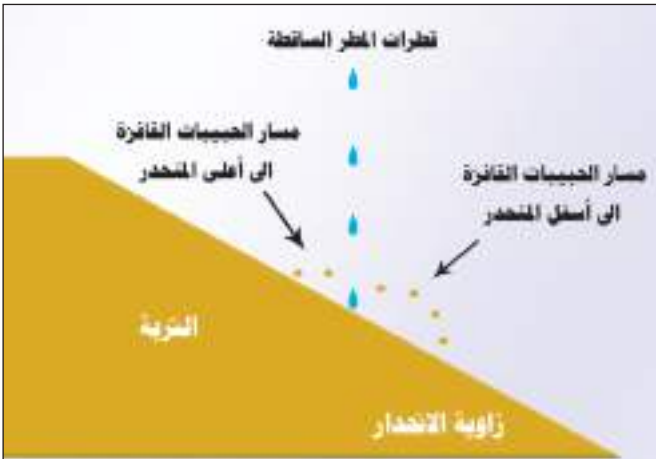 قطرات المطر الساقطة
مسار الحبيبات القافزة
الى أعلى المنحدر
مسار الحبيبات القافزة
الى أسفل المنحدر
التربة
زاوية الانحدار